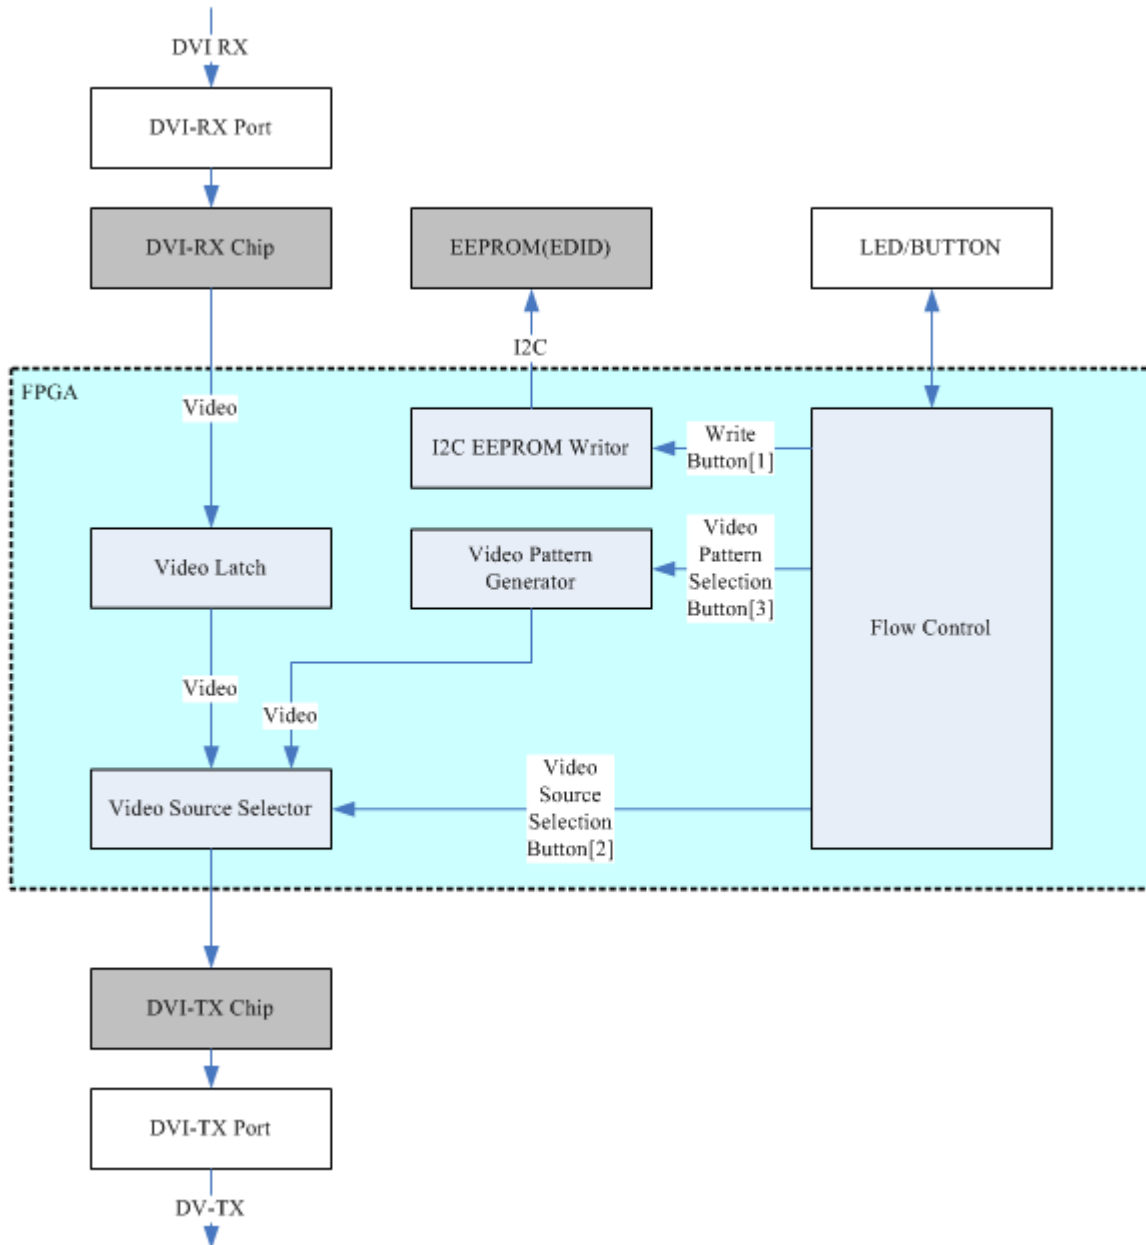 DVI RX
DVI-RX Port
DVI-RX Chip
EEPROM(EDID)
LED/BUTTON
I2C
FPGA
Video
I2C EEPROM Writor
Write
Button[1]
Video Latch
Video Pattern
Generator
Video
Pattern
Selection
Button[3]
Flow Control
Video
Video
Video Source Selector
Video
Source
Selection
Button[2]
DVI-TX Chip
DVI-TX Port
DV-TX